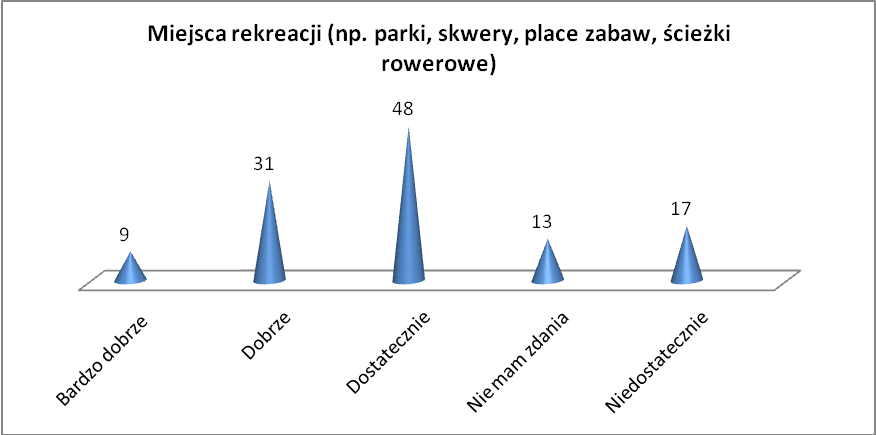 Miejsca rekreacji (np. parki, skwery, place zabaw, ścieżki
rowerowe)
9
31
48
13
17
Bardzo dobrze
Dobrze
Dostatecznie
Nie mam zdania
Niedostatecznie